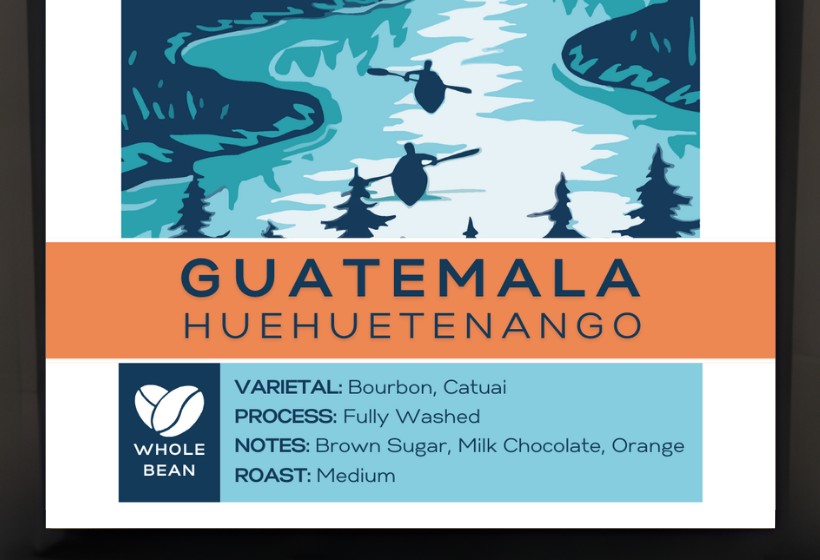 GUATEMALA
HUEHUETENANGO
WHOLE
BEAN
VARIETAL: Bourbon, Catuai
PROCESS: Fully Washed
NOTES: Brown Sugar, Milk Chocolate, Orange
ROAST: Medium